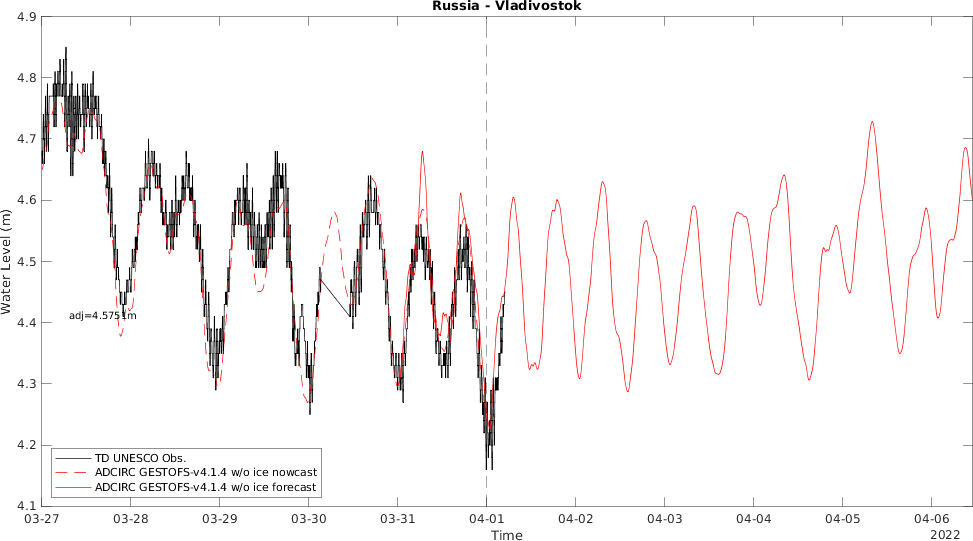 Russia - Vladivostok
4.9
4.8
4.7
4.6
4.5
4.4
4.3
4.2
4.1
Water Level (m)
adj=4.5751m
TD UNESCO Obs.
ADCIRC GESTOFS-v4.1.4 w/o ice nowcast
ADCIRC GESTOFS-v4.1.4 w/o ice forecast
03-27 03-28 03-29 03-30 03-31 04-01 04-02 04-03 04-04 04-05 04-06
Time
2022